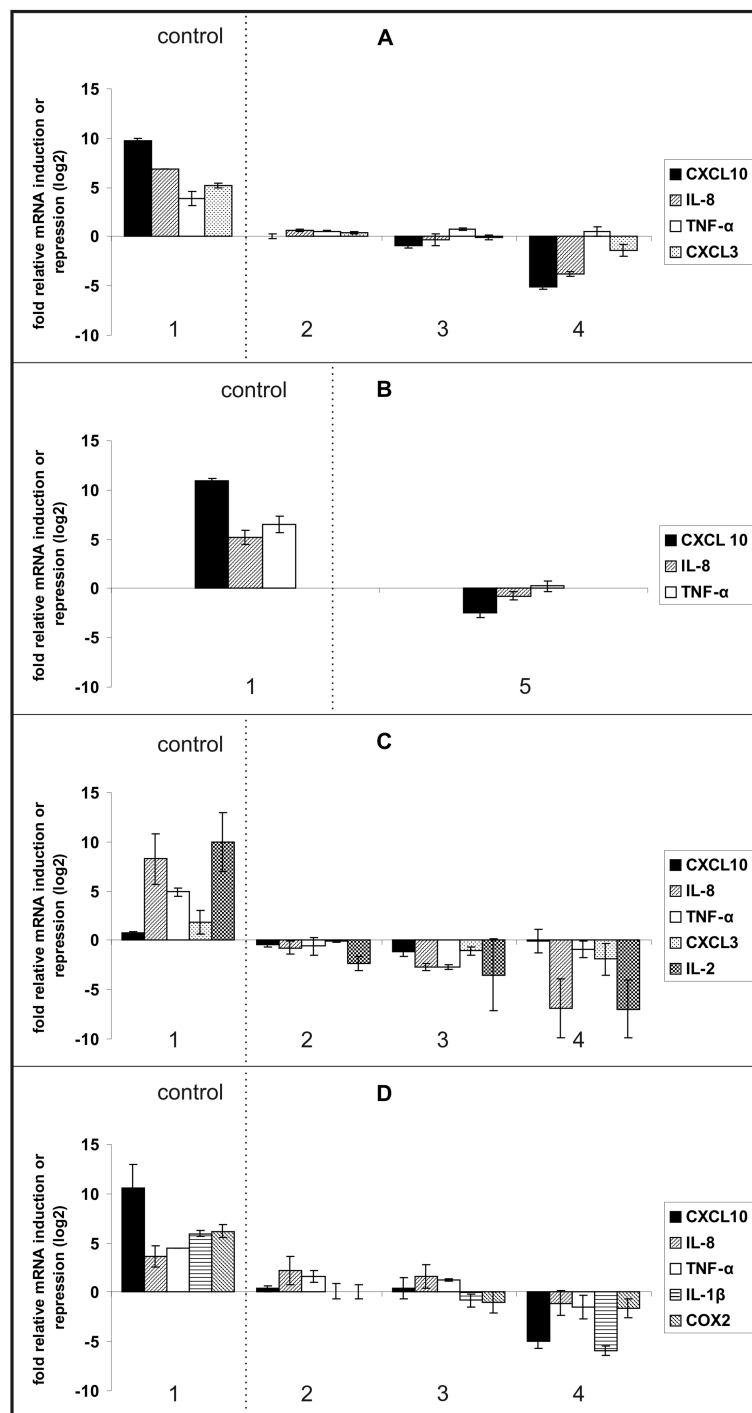 control
A
fold relative mRNA induction or
repression (log2)
15
10
5
0
-5
-10
1
2
3
4
CXCL10
IL-8
TNF-α
CXCL3
control
B
fold relative mRNA induction or
repression (log2)
15
10
5
0
-5
-10
1
5
CXCL 10
IL-8
TNF-α
control
C
fold relative mRNA induction or
repression (log2)
15
10
5
0
-5
-10
1
2
3
4
CXCL10
IL-8
TNF-α
CXCL3
IL-2
control
D
fold relative mRNA induction or
repression (log2)
15
10
5
0
-5
-10
1
2
3
4
CXCL10
IL-8
TNF-α
IL-1β
COX2